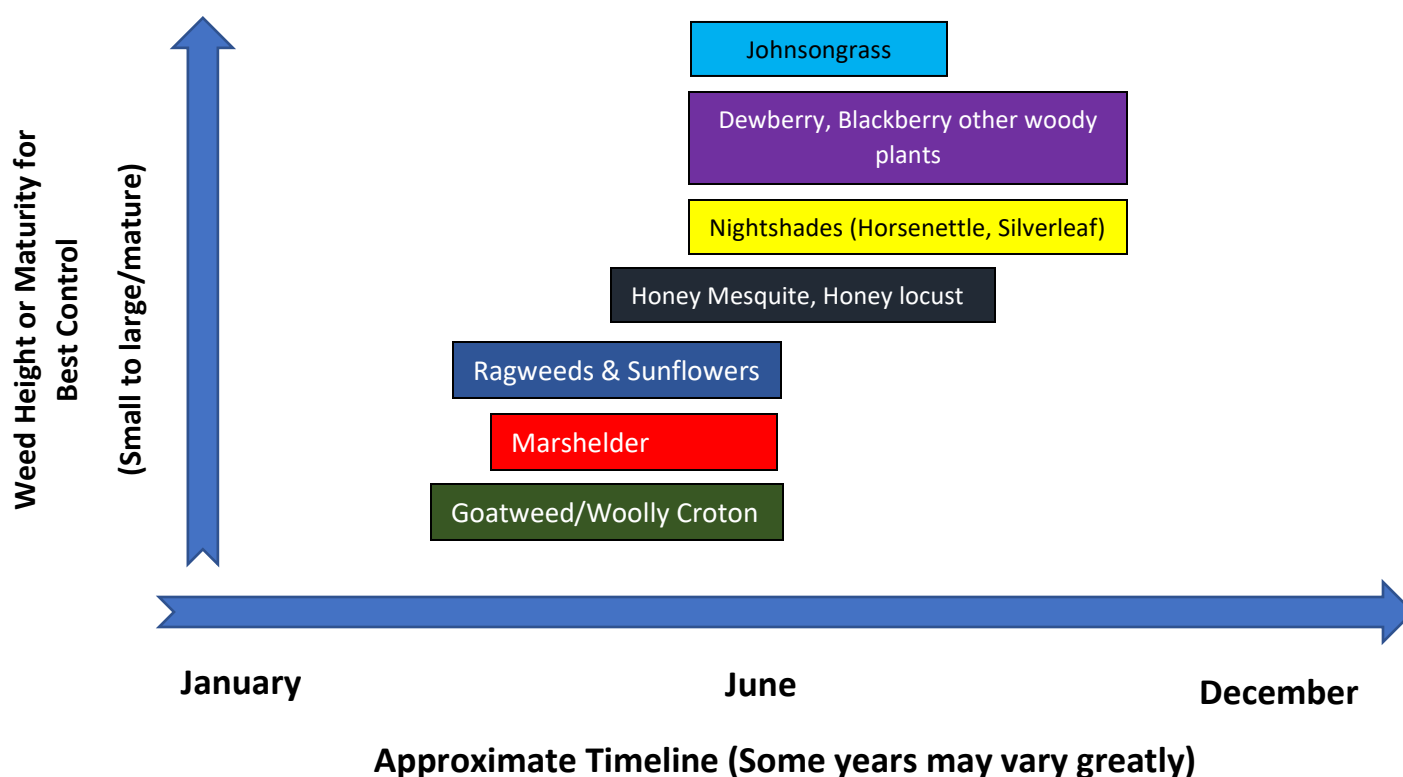 Weed Height or Maturity for
Best Control
(Small to large/mature)
Johnsongrass
Dewberry, Blackberry other woody
plants
Nightshades (Horsenettle, Silverleaf)
Honey Mesquite, Honey locust
Ragweeds & Sunflowers
Marshelder
Goatweed/Woolly Croton
January
June
December
Approximate Timeline (Some years may vary greatly)